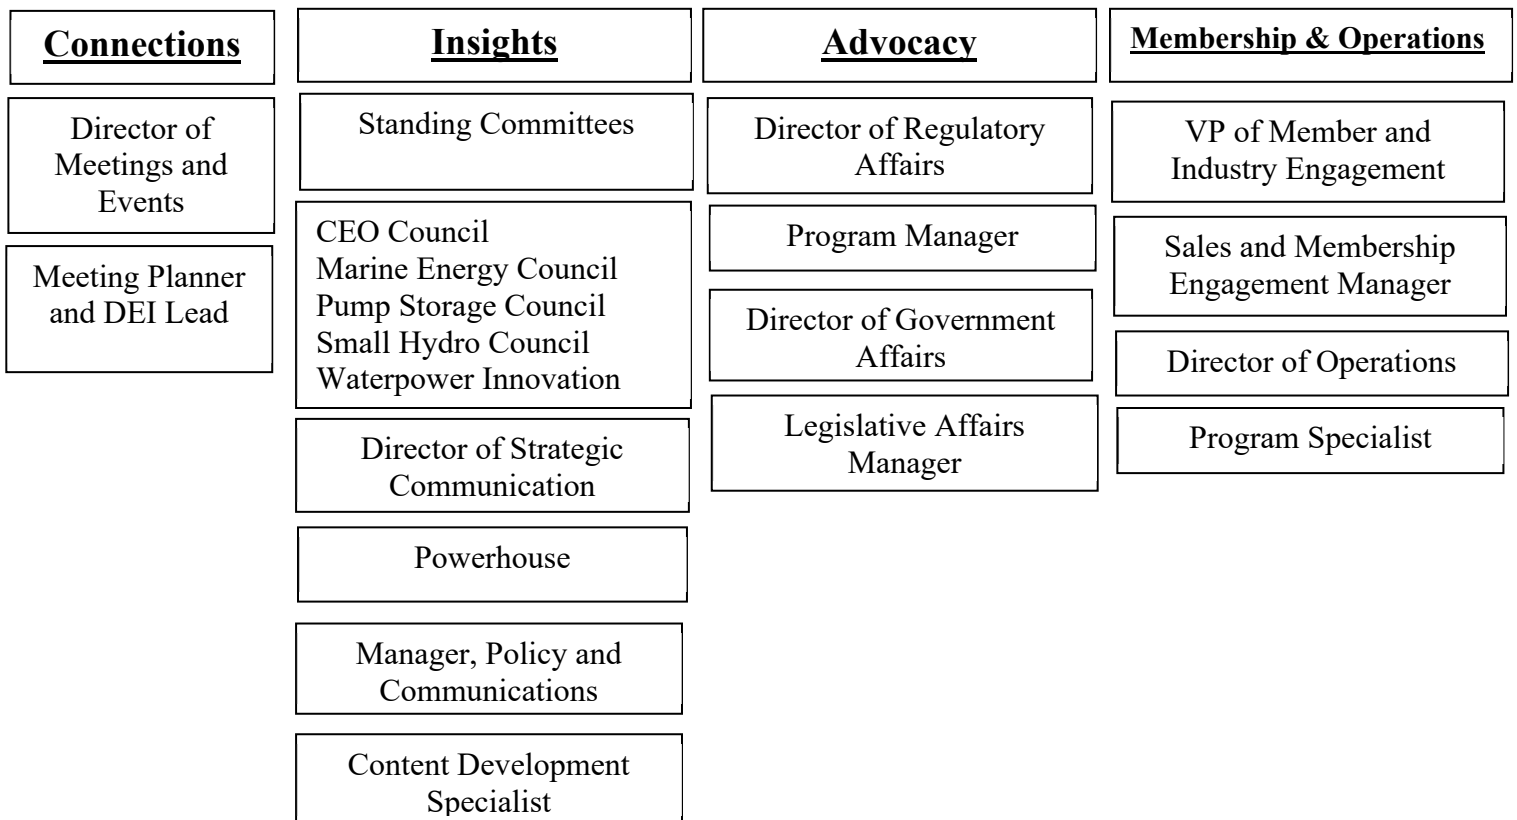 Connections
Director of
Meetings and
Events
Meeting Planner
and DEI Lead
Insights
Standing Committees
CEO Council
Marine Energy Council
Pump Storage Council
Small Hydro Council
Waterpower Innovation
Director of Strategic
Communication
Powerhouse
Manager, Policy and
Communications
Content Development
Specialist
Advocacy
Director of Regulatory
Affairs
Program Manager
Director of Government
Affairs
Legislative Affairs
Manager
Membership & Operations
VP of Member and
Industry Engagement
Sales and Membership
Engagement Manager
Director of Operations
Program Specialist